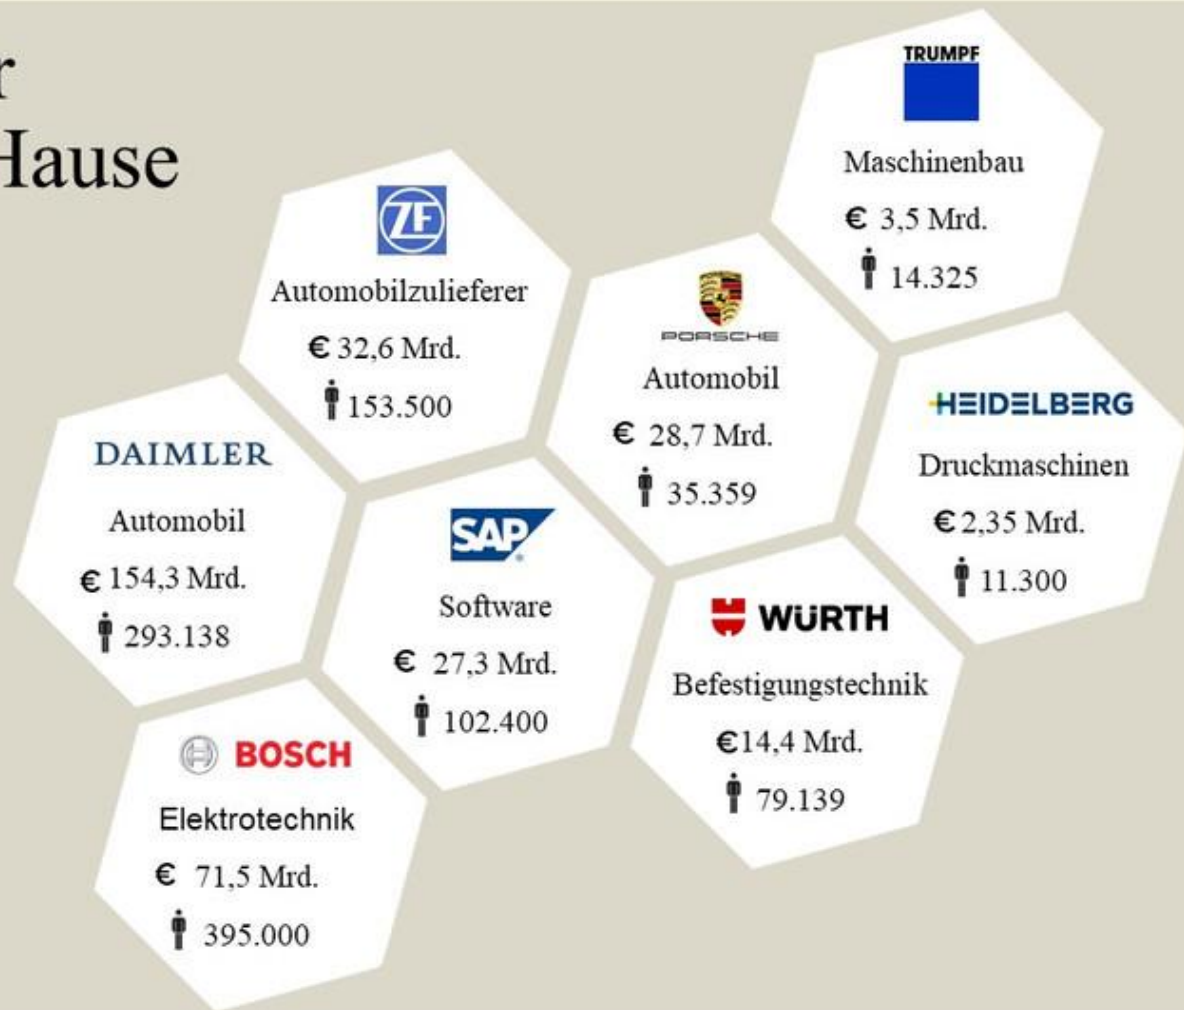 r
Hause
TRUMPF
Maschinenbau
€ 3,5 Mrd.
14.325
ZF
Automobilzulieferer
€ 32,6 Mrd.
153.500
PORSCHE
Automobil
€ 28,7 Mrd.
35.359
HEIDELBERG
Druckmaschinen
€ 2,35 Mrd.
11.300
DAIMLER
Automobil
€ 154,3 Mrd.
293.138
SAP
Software
€ 27,3 Mrd.
102.400
WÜRTH
Befestigungstechnik
€14,4 Mrd.
79.139
BOSCH
Elektrotechnik
€ 71,5 Mrd.
395.000